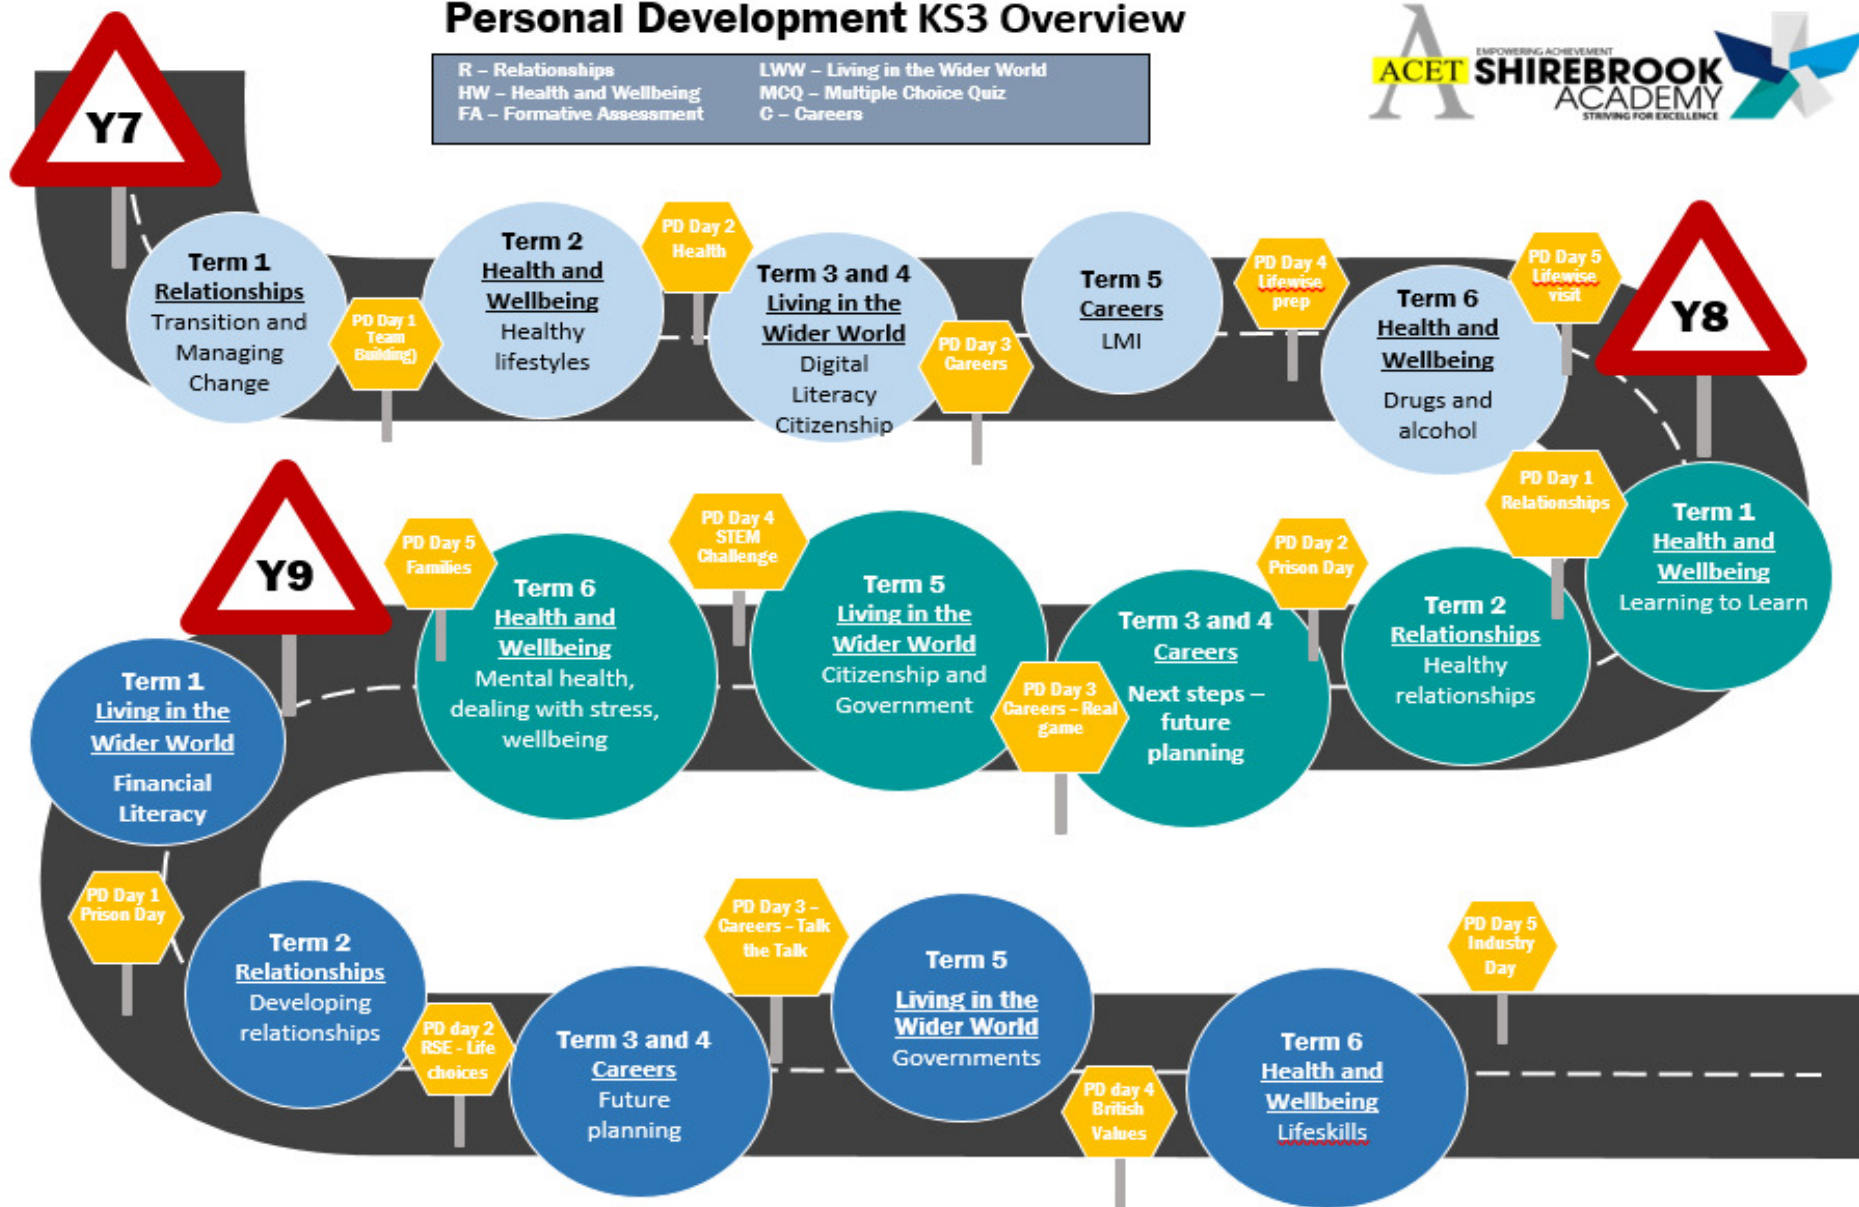 Personal Development KS3 Overview
R – Relationships
HW – Health and Wellbeing
FA – Formative Assessment
LWW – Living in the Wider World
MCQ – Multiple Choice Quiz
C – Careers
EMPOWERING ACHIEVEMENT
A
ACET SHIREBROOK
ACADEMY
STRIVING FOR EXCELLENCE
Y7
Term 1
Relationships
Transition and
Managing
Change
PD Day 1
Team
Building)
Term 2
Health and
Wellbeing
Healthy
lifestyles
PD Day 2
Health
Term 3 and 4
Living in the
Wider World
Digital
Literacy
Citizenship
PD Day 3
Careers
Term 5
Careers
LMI
PD Day 4
Lifewise
prep
Term 6
Health and
Wellbeing
Drugs and
alcohol
PD Day 5
Lifewise
visit
Y8
Term 1
Health and
Wellbeing
Learning to Learn
PD Day 1
Relationships
Term 2
Relationships
Healthy
relationships
PD Day 2
Prison Day
Term 3 and 4
Careers
Next steps –
future
planning
PD Day 3
Careers – Real
game
Term 5
Living in the
Wider World
Citizenship and
Government
PD Day 4
STEM
Challenge
Term 6
Health and
Wellbeing
Mental health,
dealing with stress,
wellbeing
PD Day 5
Families
Y9
Term 1
Living in the
Wider World
Financial
Literacy
PD Day 1
Prison Day
Term 2
Relationships
Developing
relationships
PD day 2
RSE - Life
choices
Term 3 and 4
Careers
Future
planning
PD Day 3 –
Careers – Talk
the Talk
Term 5
Living in the
Wider World
Governments
PD day 4
British
Values
Term 6
Health and
Wellbeing
Lifeskills
PD Day 5
Industry
Day